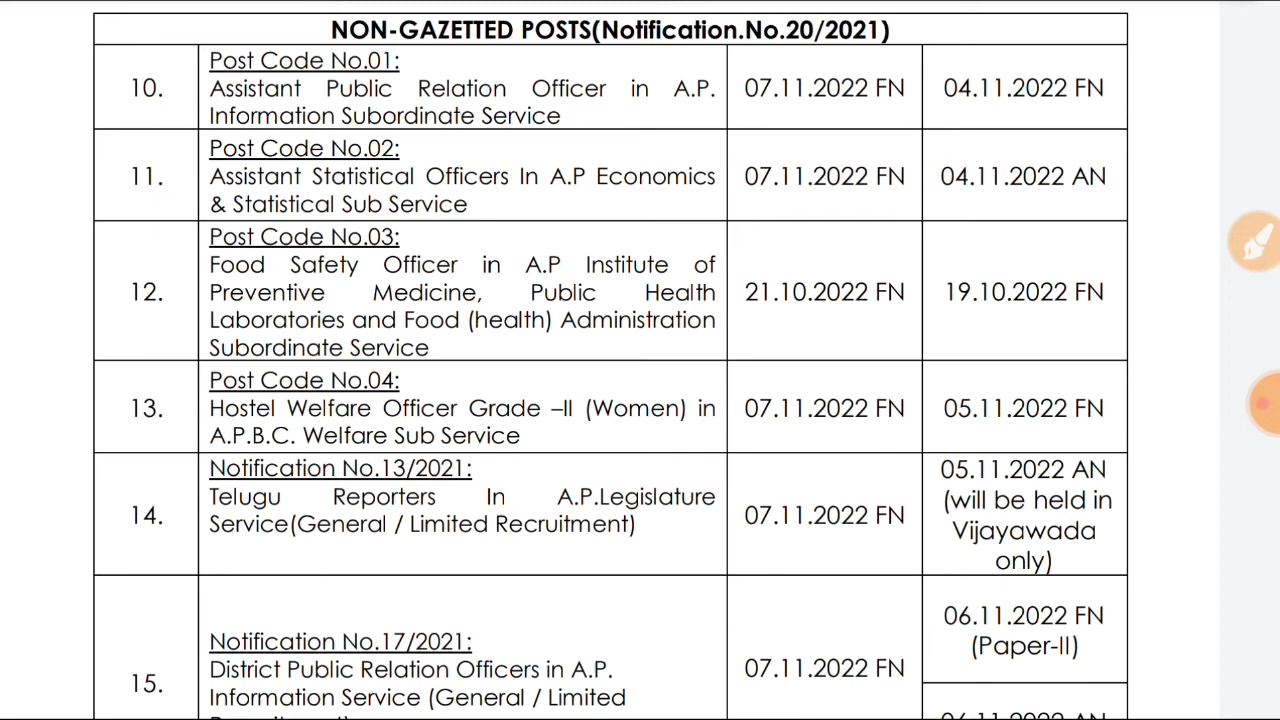 NON-GAZETTED POSTS(Notification.No.20/2021)
10.
Post Code No.01:
Assistant Public Relation Officer in A.P.
Information Subordinate Service
07.11.2022 FN
04.11.2022 FN
11.
Post Code No.02:
Assistant Statistical Officers In A.P Economics
& Statistical Sub Service
07.11.2022 FN
04.11.2022 AN
12.
Post Code No.03:
Food Safety Officer in A.P Institute of
Preventive Medicine, Public Health
Laboratories and Food (health) Administration
Subordinate Service
21.10.2022 FN
19.10.2022 FN
13.
Post Code No.04:
Hostel Welfare Officer Grade –II (Women) in
A.P.B.C. Welfare Sub Service
07.11.2022 FN
05.11.2022 FN
14.
Notification No.13/2021:
Telugu Reporters In A.P.Legislature
Service(General / Limited Recruitment)
07.11.2022 FN
05.11.2022 AN
(will be held in
Vijayawada
only)
15.
Notification No.17/2021:
District Public Relation Officers in A.P.
Information Service (General / Limited
07.11.2022 FN
06.11.2022 FN
(Paper-II)